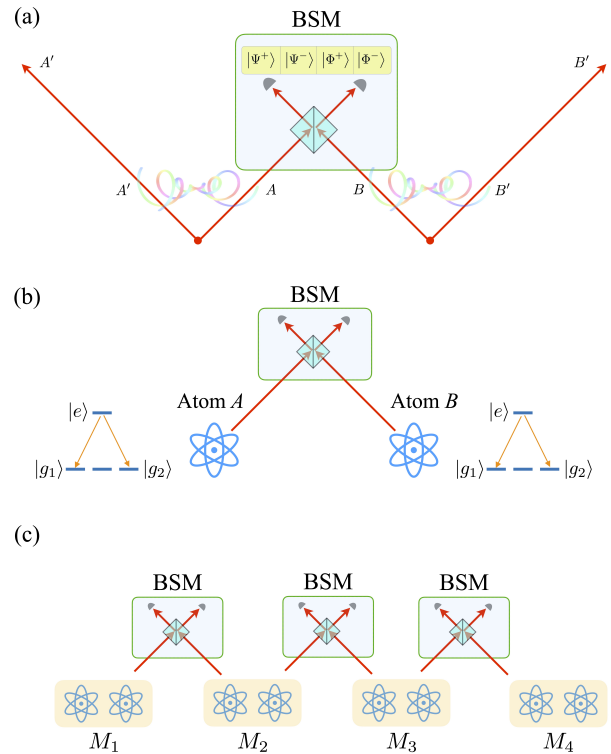 (a)
BSM
|Ψ⁺⟩ |Ψ⁻⟩ |Φ⁺⟩ |Φ⁻⟩
A′ B′
A′ A B B′
(b)
BSM
Atom A Atom B
|e⟩ |e⟩
|g₁⟩ |g₂⟩ |g₁⟩ |g₂⟩
(c)
BSM BSM BSM
M₁ M₂ M₃ M₄